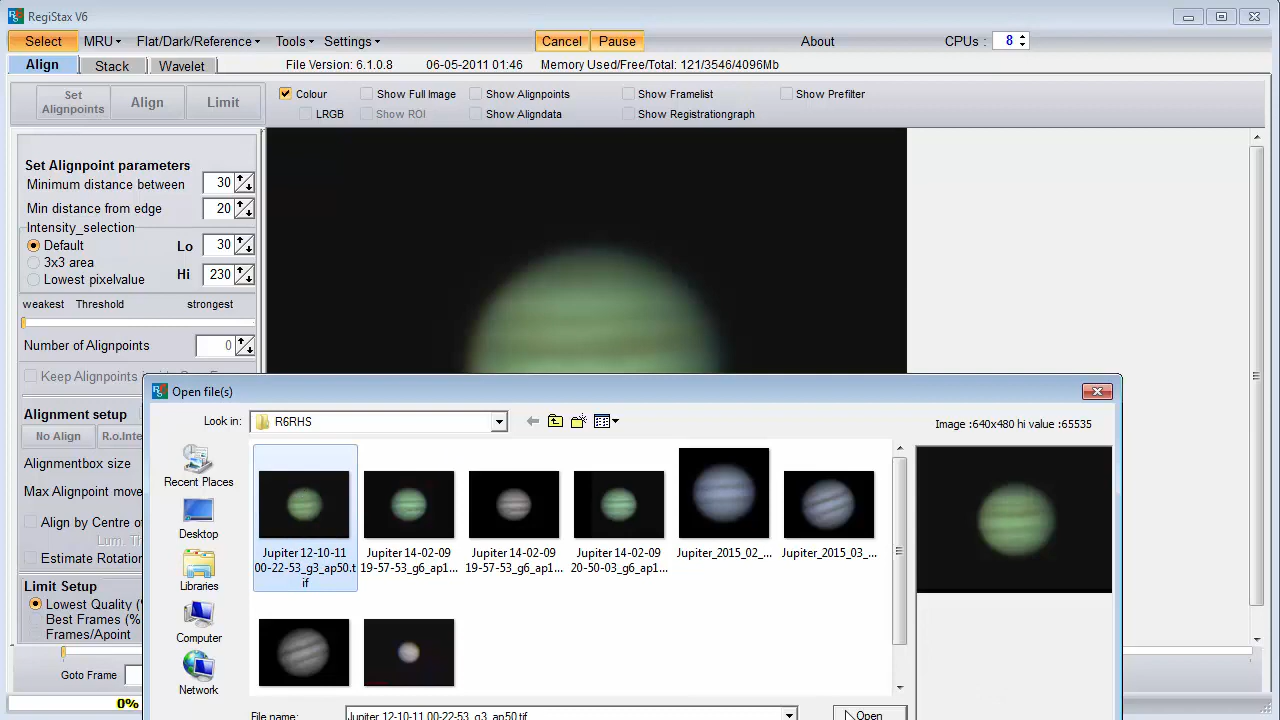 RegiStax V6
Select MRU Flat/Dark/Reference Tools Settings Cancel Pause About CPUs : 8
Align Stack Wavelet File Version: 6.1.0.8 06-05-2011 01:46 Memory Used/Free/Total: 121/3546/4096Mb
Set Alignpoints Align Limit
Colour Show Full Image Show Alignpoints Show Framelist Show Prefilter
LRGB Show ROI Show Aligndata Show Registrationgraph
Set Alignpoint parameters
Minimum distance between 30
Min distance from edge 20
Intensity_selection
Default Lo 30
3x3 area
Lowest pixelvalue Hi 230
weakest Threshold strongest
Number of Alignpoints 0
Keep Alignpoints
Alignment setup
No Align R.o.Inte
Alignmentbox size
Max Alignpoint move
Align by Centre o
Lum. Th
Estimate Rotatio
Limit Setup
Lowest Quality (
Best Frames (%
Frames/Apoint
Goto Frame
0%
Open file(s)
Look in: R6RHS
Image :640x480 hi value :65535
Recent Places
Desktop
Libraries
Computer
Network
Jupiter 12-10-11 00-22-53_g3_ap50.tif
Jupiter 14-02-09 19-57-53_g6_ap1...
Jupiter 14-02-09 19-57-53_g6_ap1...
Jupiter 14-02-09 20-50-03_g6_ap1...
Jupiter_2015_02_...
Jupiter_2015_03_...
File name: Jupiter 12-10-11 00-22-53_g3_ap50.tif Open